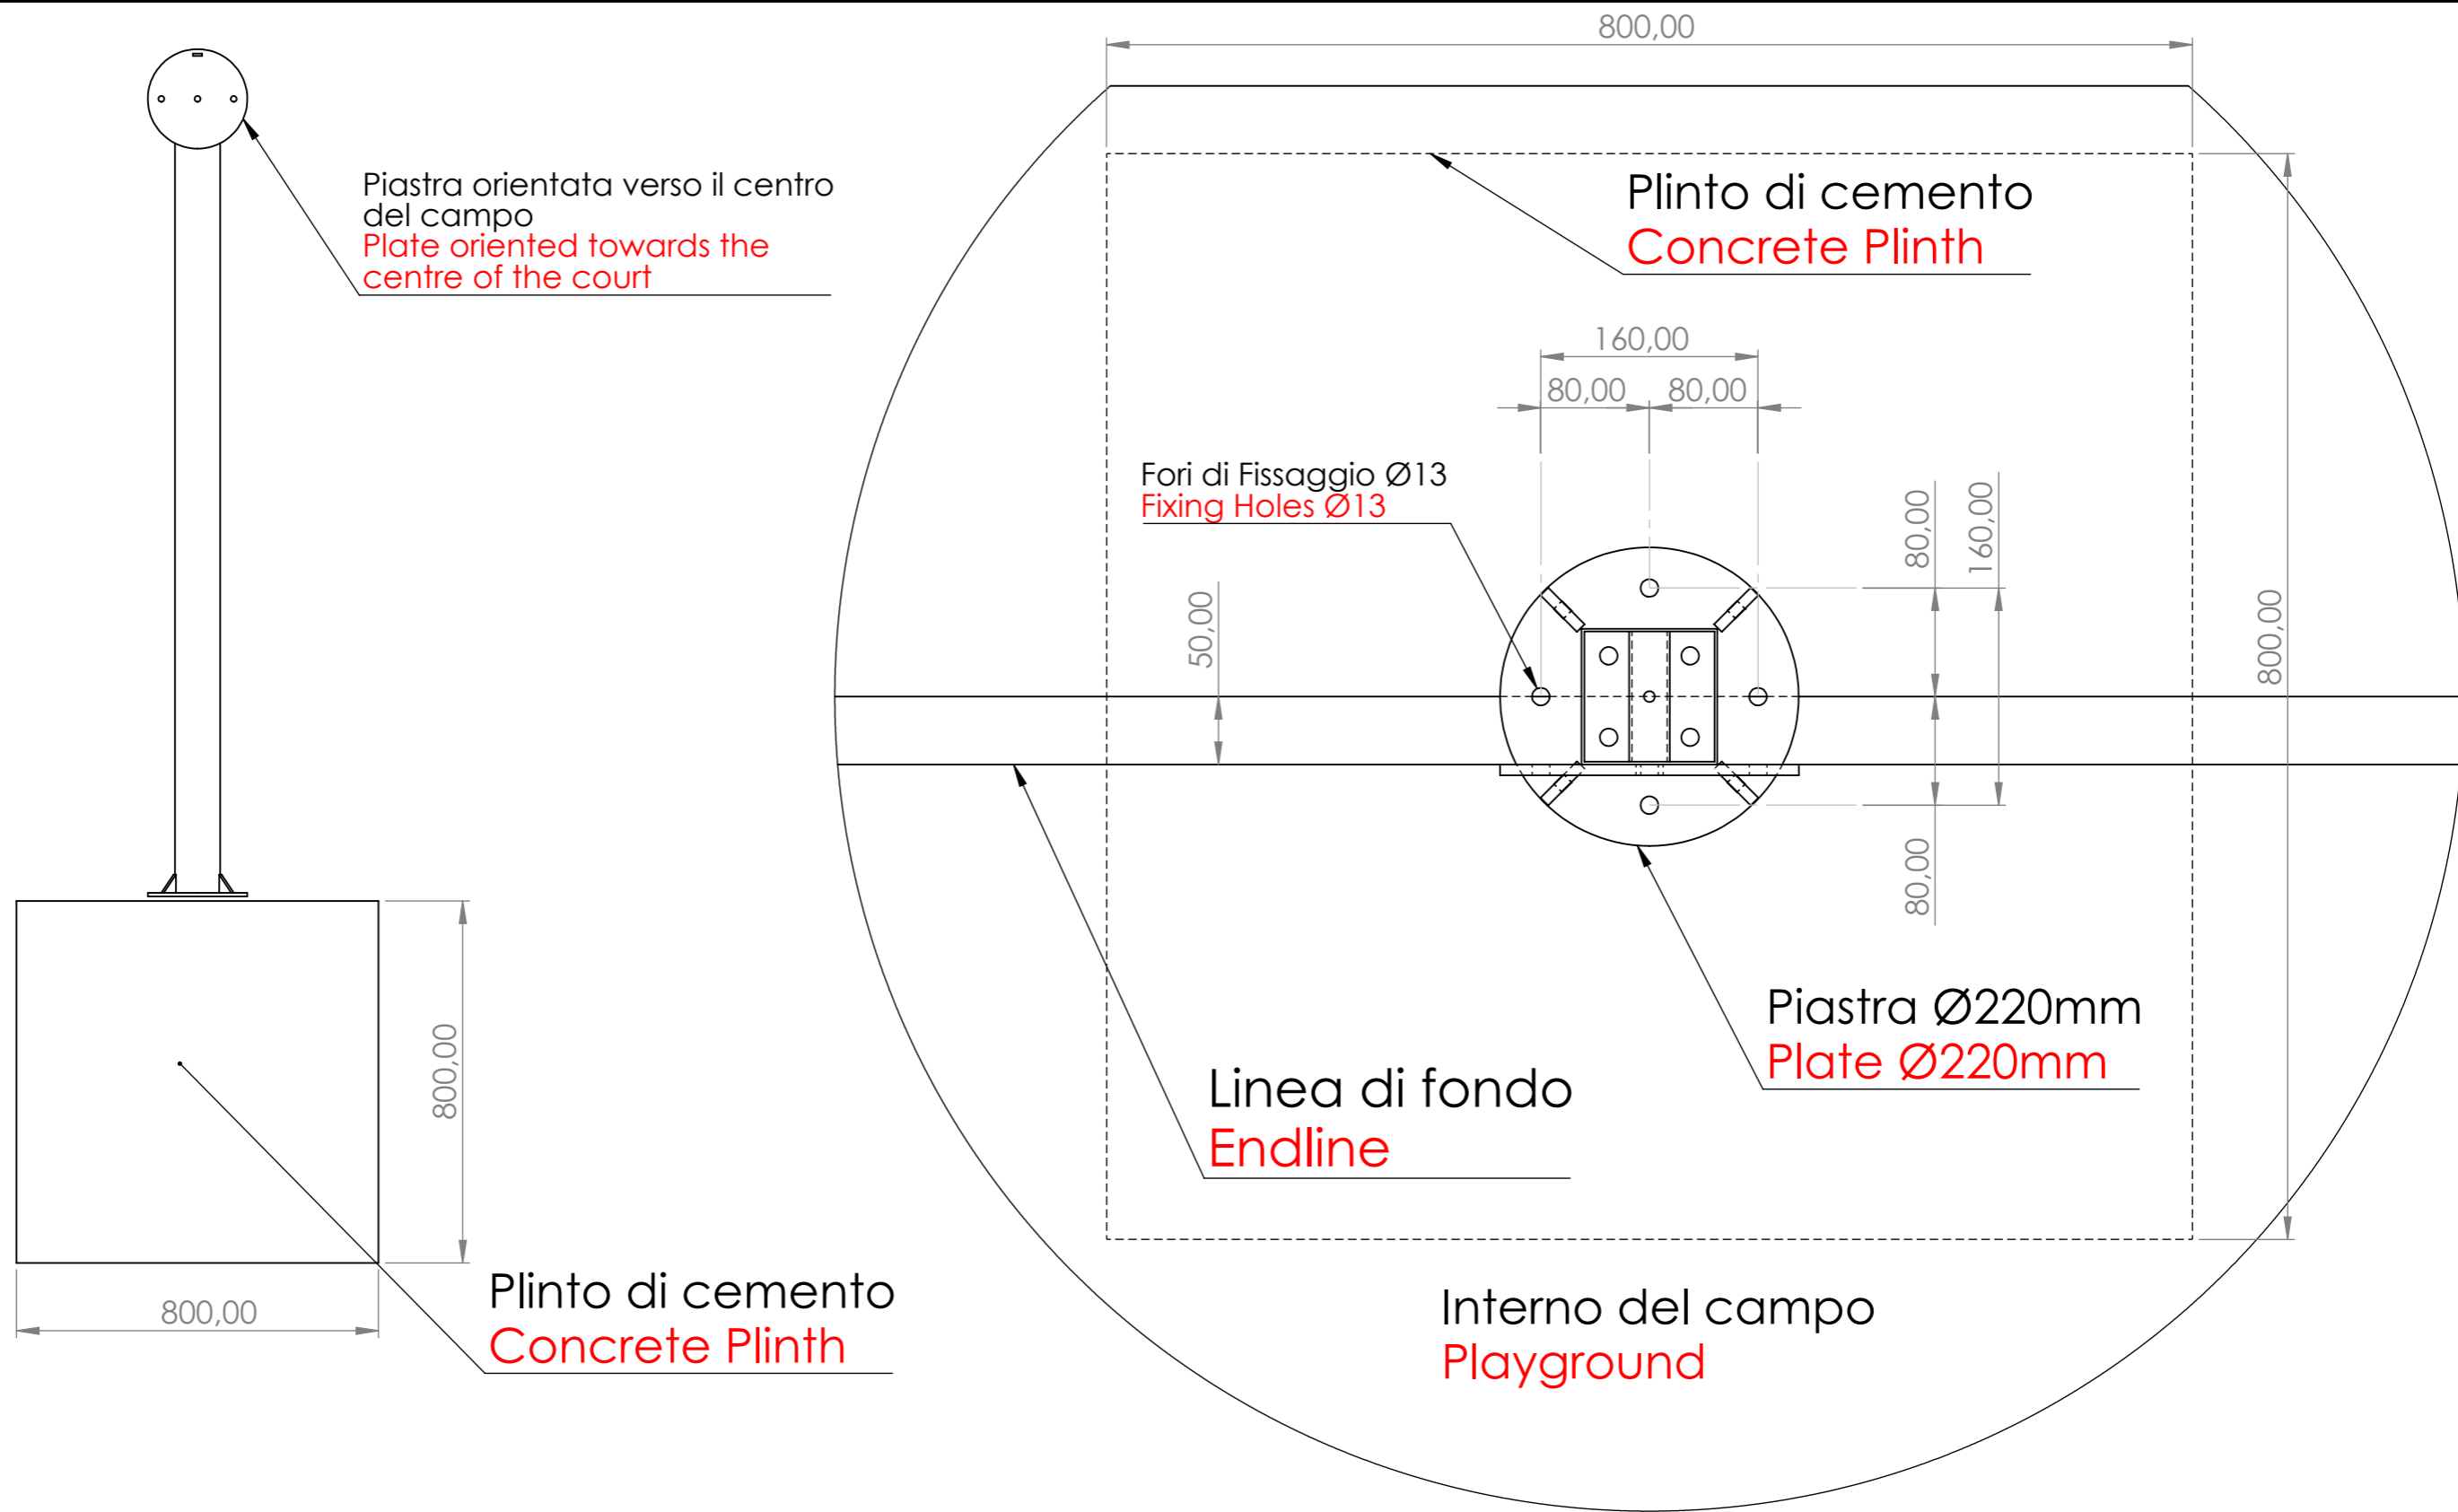 800,00
Piastra orientata verso il centro
del campo
Plate oriented towards the
centre of the court
Plinto di cemento
Concrete Plinth
160,00
80,00
80,00
Fori di Fissaggio Ø13
Fixing Holes Ø13
80,00
160,00
50,00
800,00
80,00
Piastra Ø220mm
Plate Ø220mm
Linea di fondo
Endline
800,00
Plinto di cemento
Concrete Plinth
800,00
Interno del campo
Playground